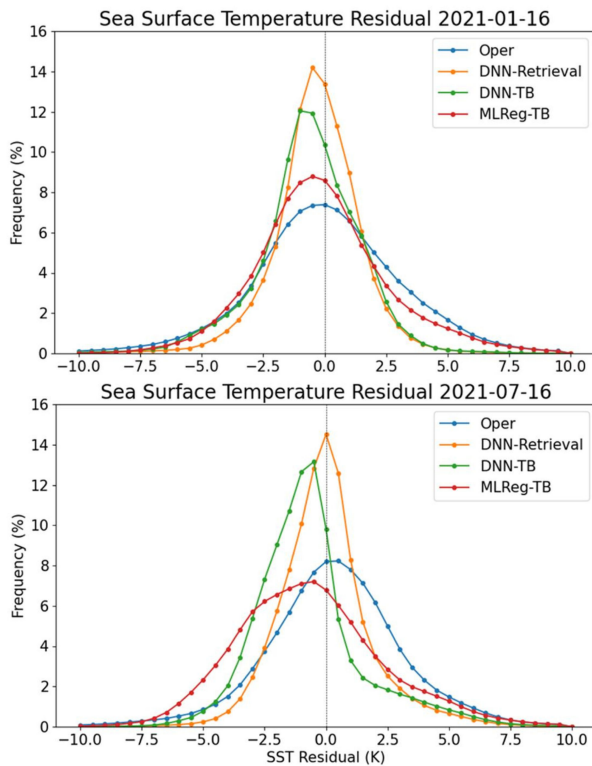 Sea Surface Temperature Residual 2021-01-16
16
14
12
10
8
6
4
2
0
Frequency (%)
Oper
DNN-Retrieval
DNN-TB
MLReg-TB
−10.0 −7.5 −5.0 −2.5 0.0 2.5 5.0 7.5 10.0
Sea Surface Temperature Residual 2021-07-16
16
14
12
10
8
6
4
2
0
Frequency (%)
Oper
DNN-Retrieval
DNN-TB
MLReg-TB
−10.0 −7.5 −5.0 −2.5 0.0 2.5 5.0 7.5 10.0
SST Residual (K)